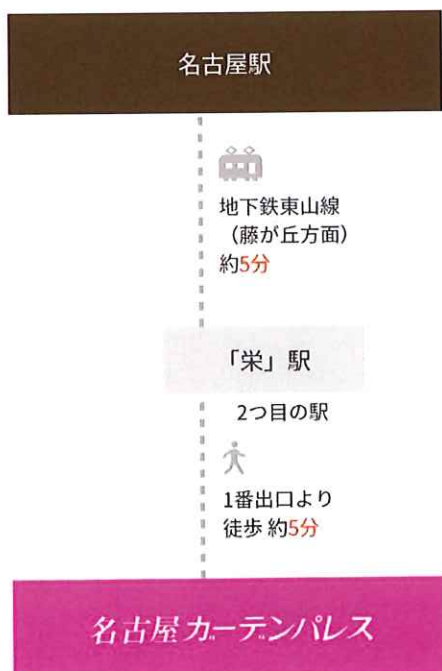 名古屋駅
地下鉄東山線
（藤が丘方面）
約5分
「栄」駅
2つ目の駅
1番出口より
徒歩 約5分
名古屋ガーデンパレス